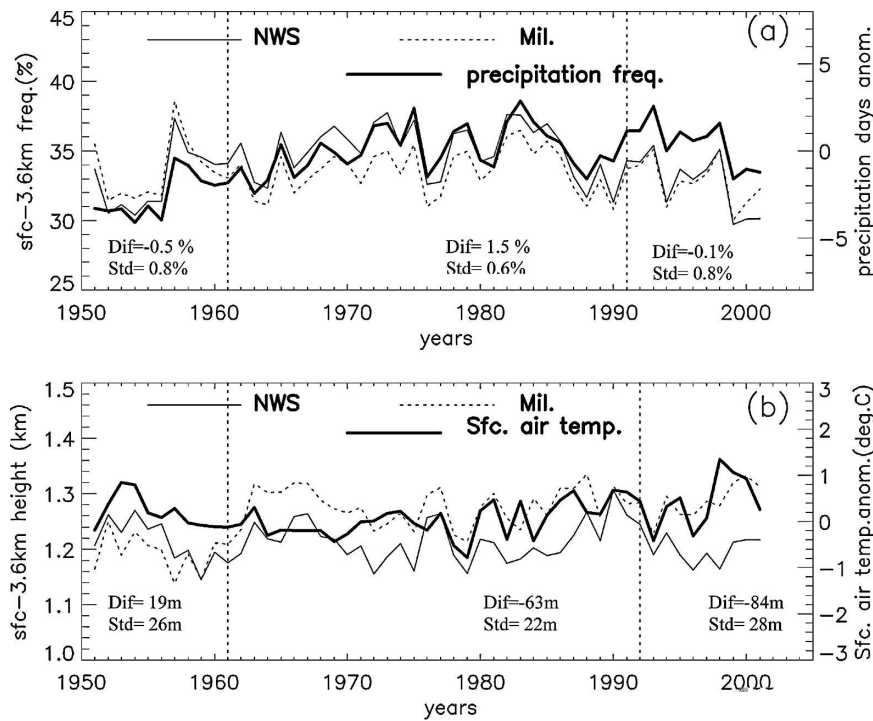 NWS
Mil.
(a)
precipitation freq.
45
40
35
30
25
sfc-3.6km freq.(%)
5
0
-5
precipitation days anom.
Dif=-0.5 %
Std= 0.8%
Dif= 1.5 %
Std= 0.6%
Dif=-0.1%
Std= 0.8%
1950
1960
1970
1980
1990
2000
years
NWS
Mil.
(b)
Sfc. air temp.
1.5
1.4
1.3
1.2
1.1
1.0
sfc-3.6km height (km)
3
2
1
0
-1
-2
-3
Sfc. air temp.anom.(deg.C)
Dif= 19m
Std= 26m
Dif=-63m
Std= 22m
Dif=-84m
Std= 28m
1950
1960
1970
1980
1990
2000
years